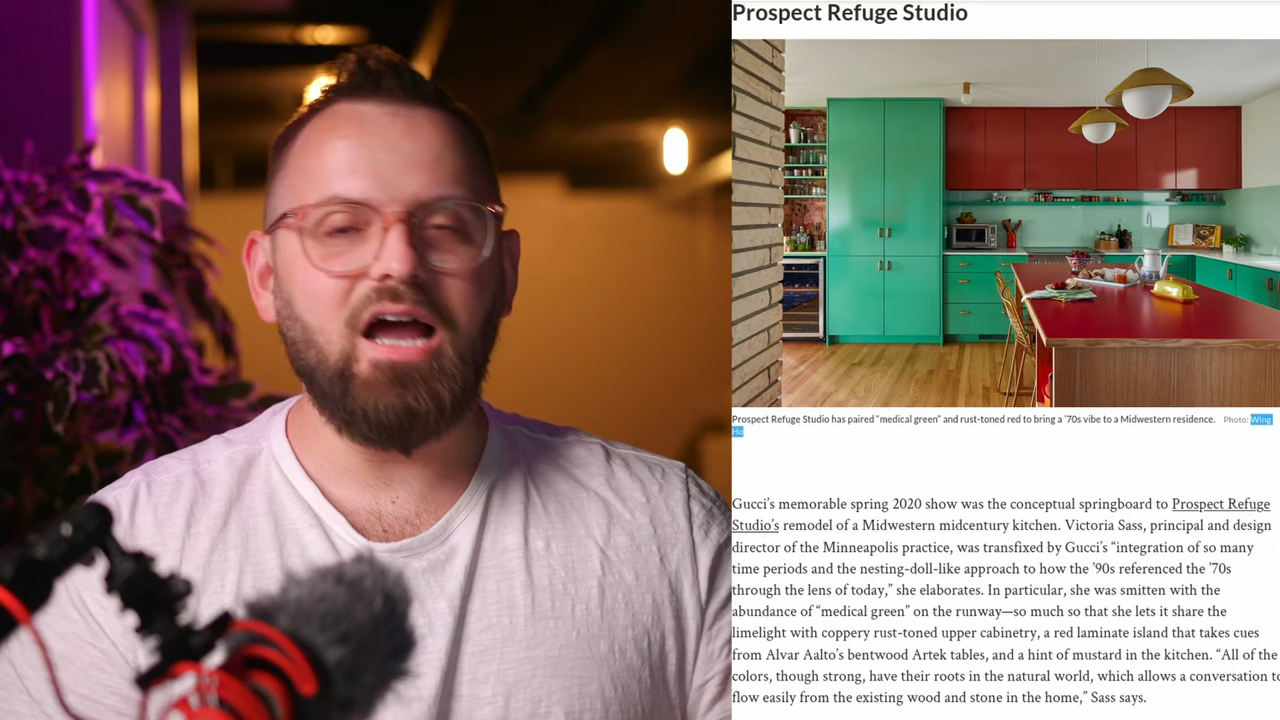 Prospect Refuge Studio
Prospect Refuge Studio has paired “medical green” and rust-toned red to bring a ’70s vibe to a Midwestern residence. Photo: Wing
Ho
Gucci’s memorable spring 2020 show was the conceptual springboard to Prospect Refuge
Studio’s remodel of a Midwestern midcentury kitchen. Victoria Sass, principal and design
director of the Minneapolis practice, was transfixed by Gucci’s “integration of so many
time periods and the nesting-doll-like approach to how the ’90s referenced the ’70s
through the lens of today,” she elaborates. In particular, she was smitten with the
abundance of “medical green” on the runway—so much so that she lets it share the
limelight with coppery rust-toned upper cabinetry, a red laminate island that takes cues
from Alvar Aalto’s bentwood Artek tables, and a hint of mustard in the kitchen. “All of the
colors, though strong, have their roots in the natural world, which allows a conversation to
flow easily from the existing wood and stone in the home,” Sass says.